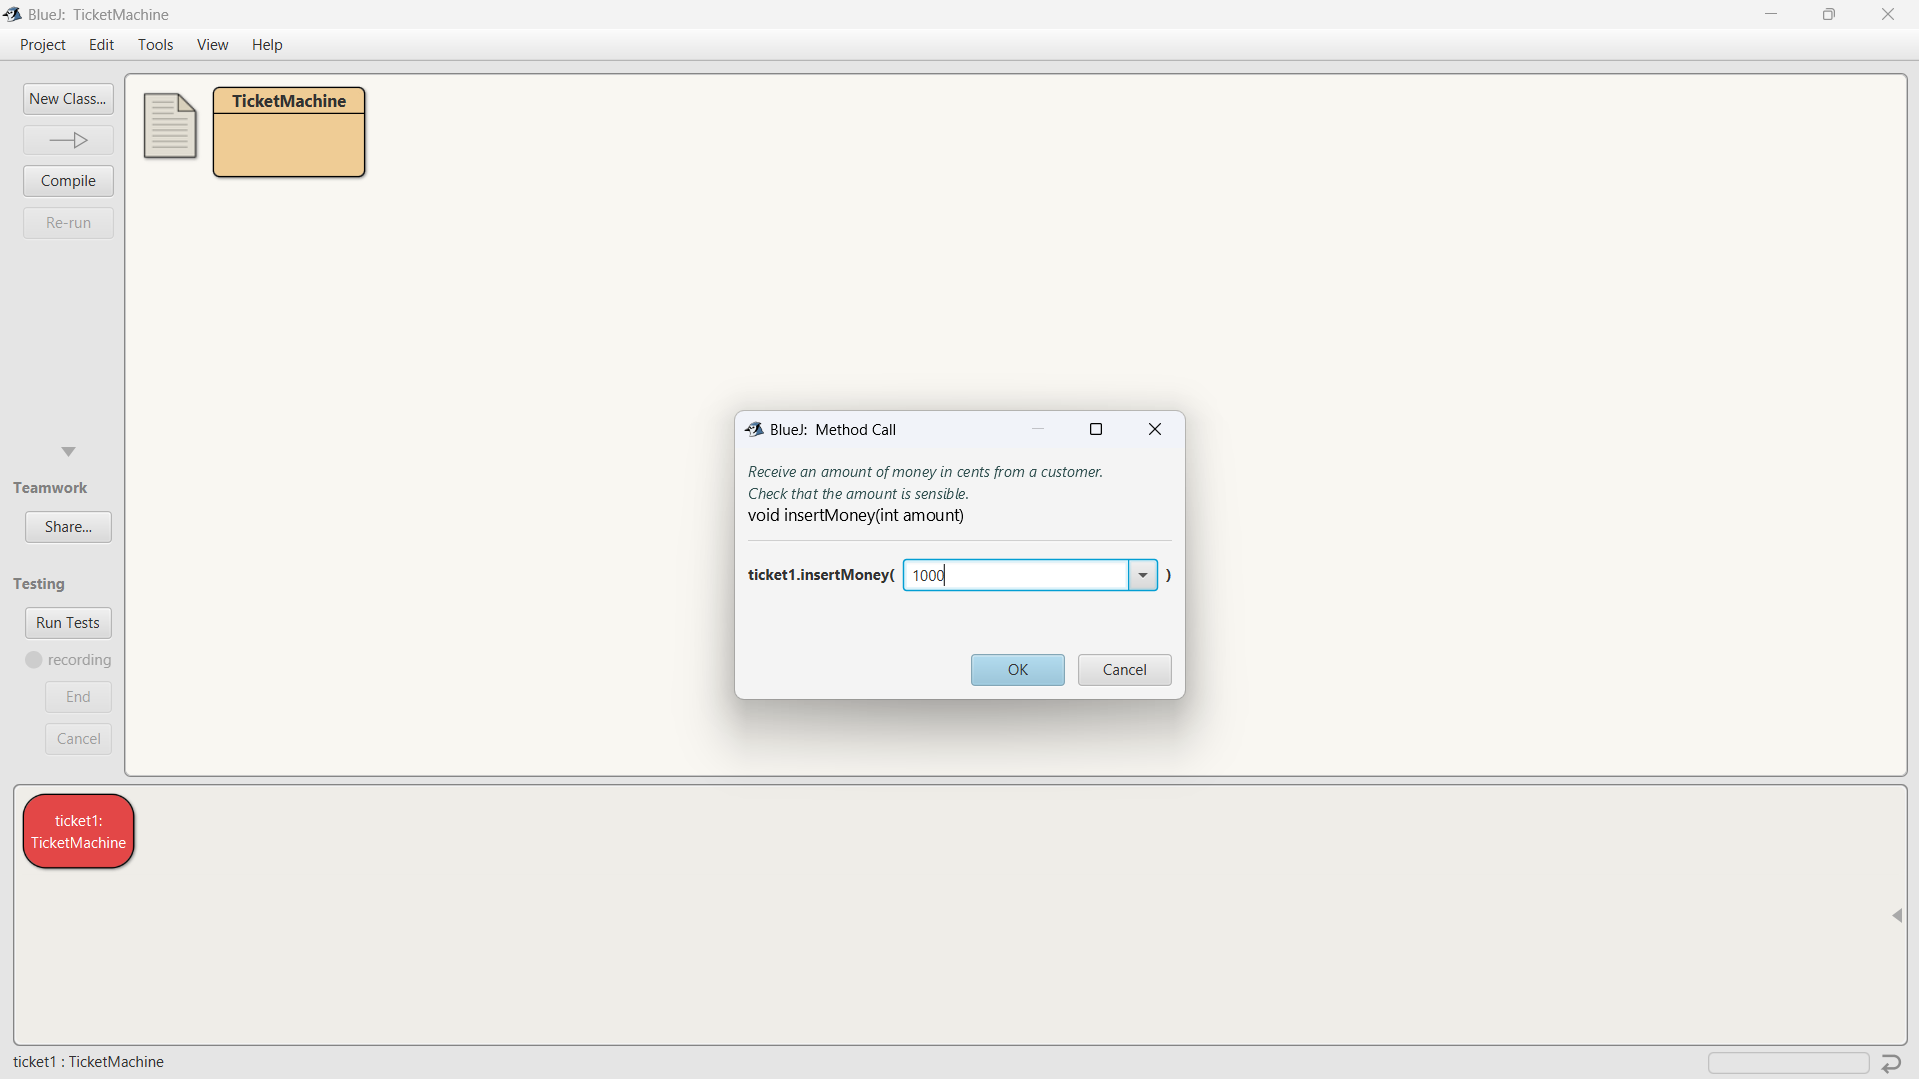 BlueJ: TicketMachine
Project Edit Tools View Help
New Class...
Compile
Re-run
TicketMachine
Teamwork
Share...
Testing
Run Tests
recording
End
Cancel
BlueJ: Method Call
Receive an amount of money in cents from a customer.
Check that the amount is sensible.
void insertMoney(int amount)
ticket1.insertMoney( 1000 )
OK Cancel
ticket1:
TicketMachine
ticket1 : TicketMachine